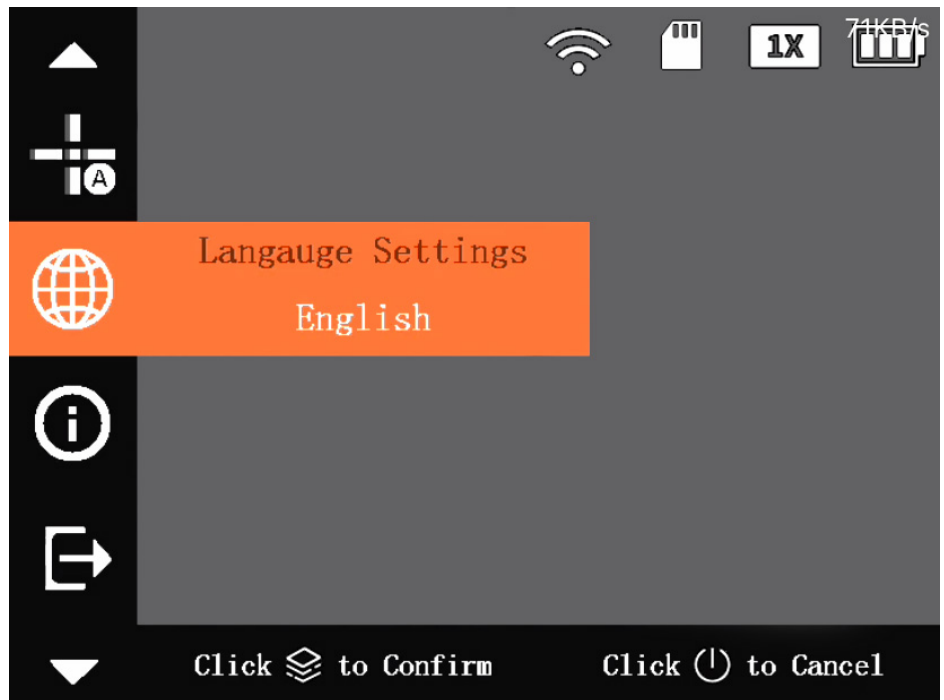 71KB/s
1X
A
Langauge Settings
English
Click to Confirm
Click to Cancel